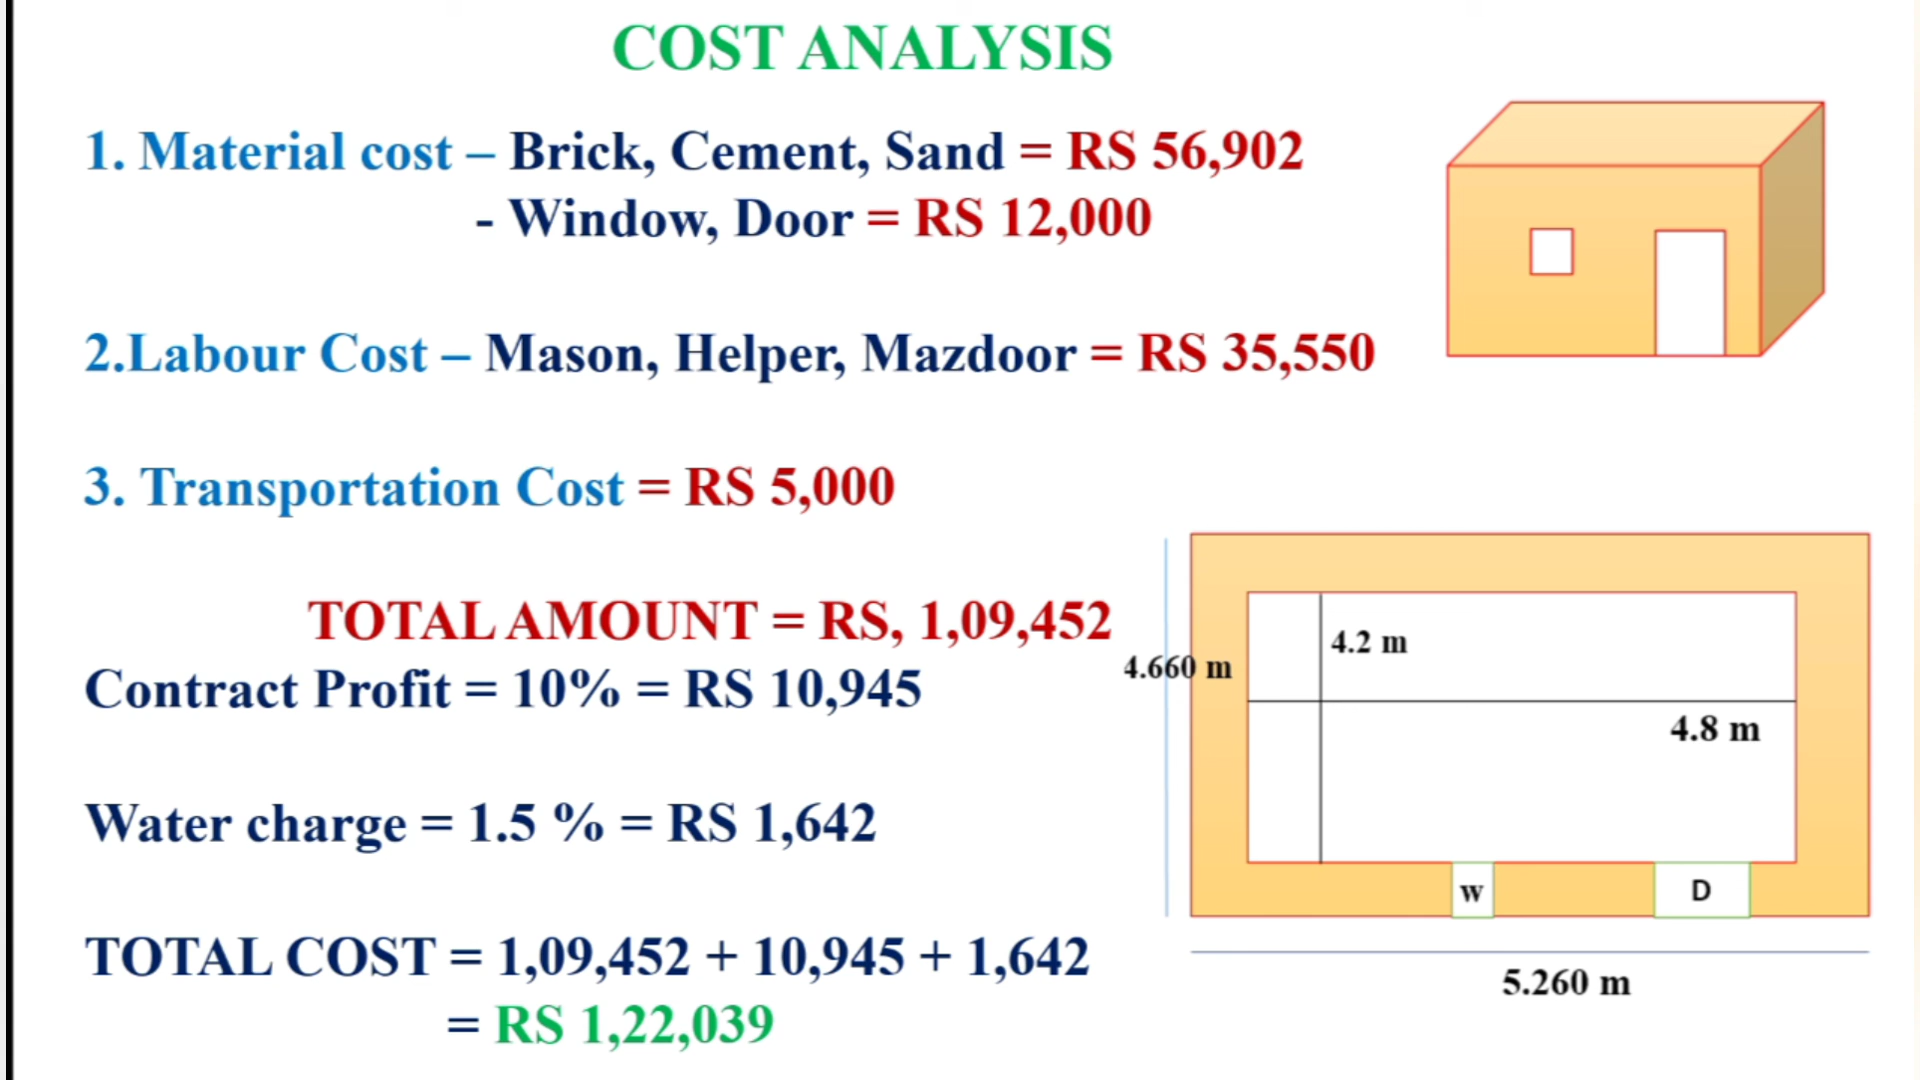 COST ANALYSIS
1. Material cost – Brick, Cement, Sand = RS 56,902
- Window, Door = RS 12,000
2.Labour Cost – Mason, Helper, Mazdoor = RS 35,550
3. Transportation Cost = RS 5,000
TOTAL AMOUNT = RS, 1,09,452
Contract Profit = 10% = RS 10,945
Water charge = 1.5 % = RS 1,642
TOTAL COST = 1,09,452 + 10,945 + 1,642
= RS 1,22,039
4.2 m
4.660 m
4.8 m
W
D
5.260 m